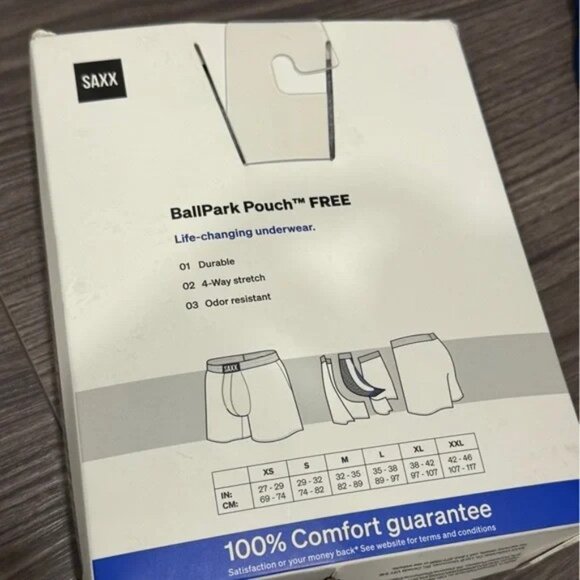 SAXX
BallPark Pouch™ FREE
Life-changing underwear.
01 Durable
02 4-Way stretch
03 Odor resistant
SAXX
XS S M L XL XXL
IN: 27 - 29 29 - 32 32 - 35 35 - 38 38 - 42 42 - 46
CM: 69 - 74 74 - 82 82 - 89 89 - 97 97 - 107 107 - 117
100% Comfort guarantee
Satisfaction or your money back* See website for terms and conditions